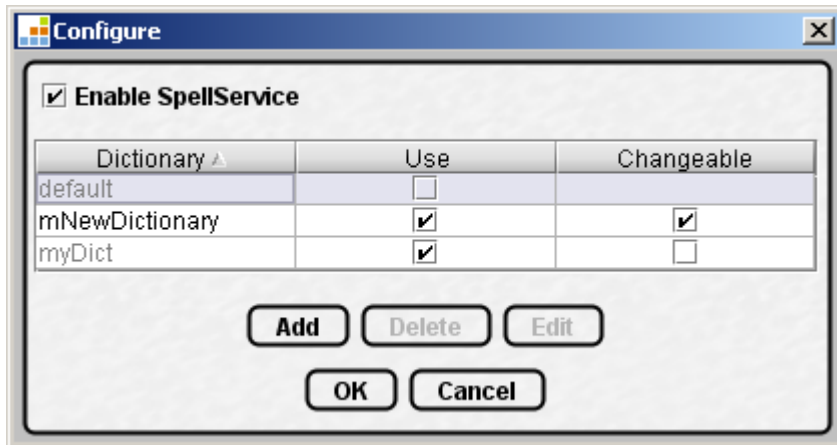 Configure
Enable SpellService
Dictionary Use Changeable
default
mNewDictionary
myDict
Add Delete Edit
OK Cancel